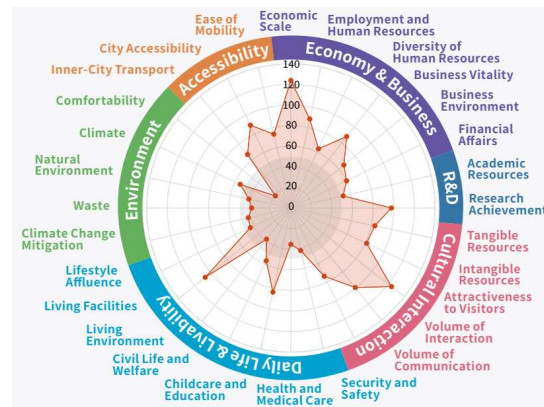 Economic
Scale
Employment and
Human Resources
Diversity of
Human Resources
Business Vitality
Business
Environment
Financial
Affairs
Academic
Resources
Research
Achievement
Tangible
Resources
Intangible
Resources
Attractiveness
to Visitors
Volume of
Interaction
Volume of
Communication
Security and
Safety
Health and
Medical Care
Childcare and
Education
Civil Life and
Welfare
Living
Environment
Living Facilities
Lifestyle
Affluence
Climate Change
Mitigation
Waste
Natural
Environment
Climate
Comfortability
Inner-City Transport
City Accessibility
Ease of
Mobility
Economy & Business
R&D
Cultural Interaction
Daily Life & Livability
Environment
Accessibility
140
120
100
80
60
40
20
0